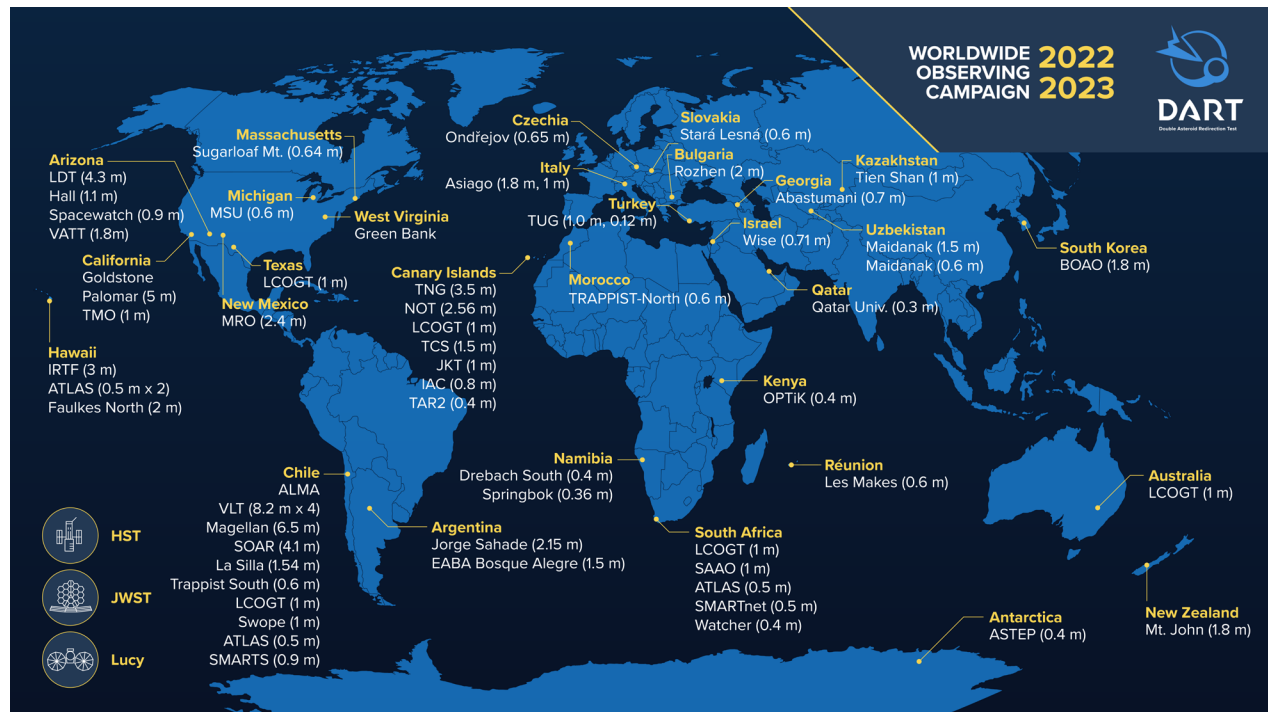 WORLDWIDE
OBSERVING
CAMPAIGN
2022
2023
DART
Double Asteroid Redirection Test
Massachusetts
Sugarloaf Mt. (0.64 m)
Arizona
LDT (4.3 m)
Hall (1.1 m)
Spacewatch (0.9 m)
VATT (1.8m)
Michigan
MSU (0.6 m)
West Virginia
Green Bank
California
Goldstone
Palomar (5 m)
TMO (1 m)
Texas
LCOGT (1 m)
New Mexico
MRO (2.4 m)
Hawaii
IRTF (3 m)
ATLAS (0.5 m x 2)
Faulkes North (2 m)
Czechia
Ondřejov (0.65 m)
Slovakia
Stará Lesná (0.6 m)
Italy
Asiago (1.8 m, 1 m)
Bulgaria
Rozhen (2 m)
Turkey
TUG (1.0 m, 0.12 m)
Georgia
Abastumani (0.7 m)
Kazakhstan
Tien Shan (1 m)
Israel
Wise (0.71 m)
Uzbekistan
Maidanak (1.5 m)
Maidanak (0.6 m)
South Korea
BOAO (1.8 m)
Canary Islands
TNG (3.5 m)
NOT (2.56 m)
LCOGT (1 m)
TCS (1.5 m)
JKT (1 m)
IAC (0.8 m)
TAR2 (0.4 m)
Morocco
TRAPPIST-North (0.6 m)
Qatar
Qatar Univ. (0.3 m)
Kenya
OPTiK (0.4 m)
Namibia
Drebach South (0.4 m)
Springbok (0.36 m)
Réunion
Les Makes (0.6 m)
Chile
ALMA
VLT (8.2 m x 4)
Magellan (6.5 m)
SOAR (4.1 m)
La Silla (1.54 m)
Trappist South (0.6 m)
LCOGT (1 m)
Swope (1 m)
ATLAS (0.5 m)
SMARTS (0.9 m)
Argentina
Jorge Sahade (2.15 m)
EABA Bosque Alegre (1.5 m)
South Africa
LCOGT (1 m)
SAAO (1 m)
ATLAS (0.5 m)
SMARTnet (0.5 m)
Watcher (0.4 m)
Australia
LCOGT (1 m)
New Zealand
Mt. John (1.8 m)
Antarctica
ASTEP (0.4 m)
HST
JWST
Lucy